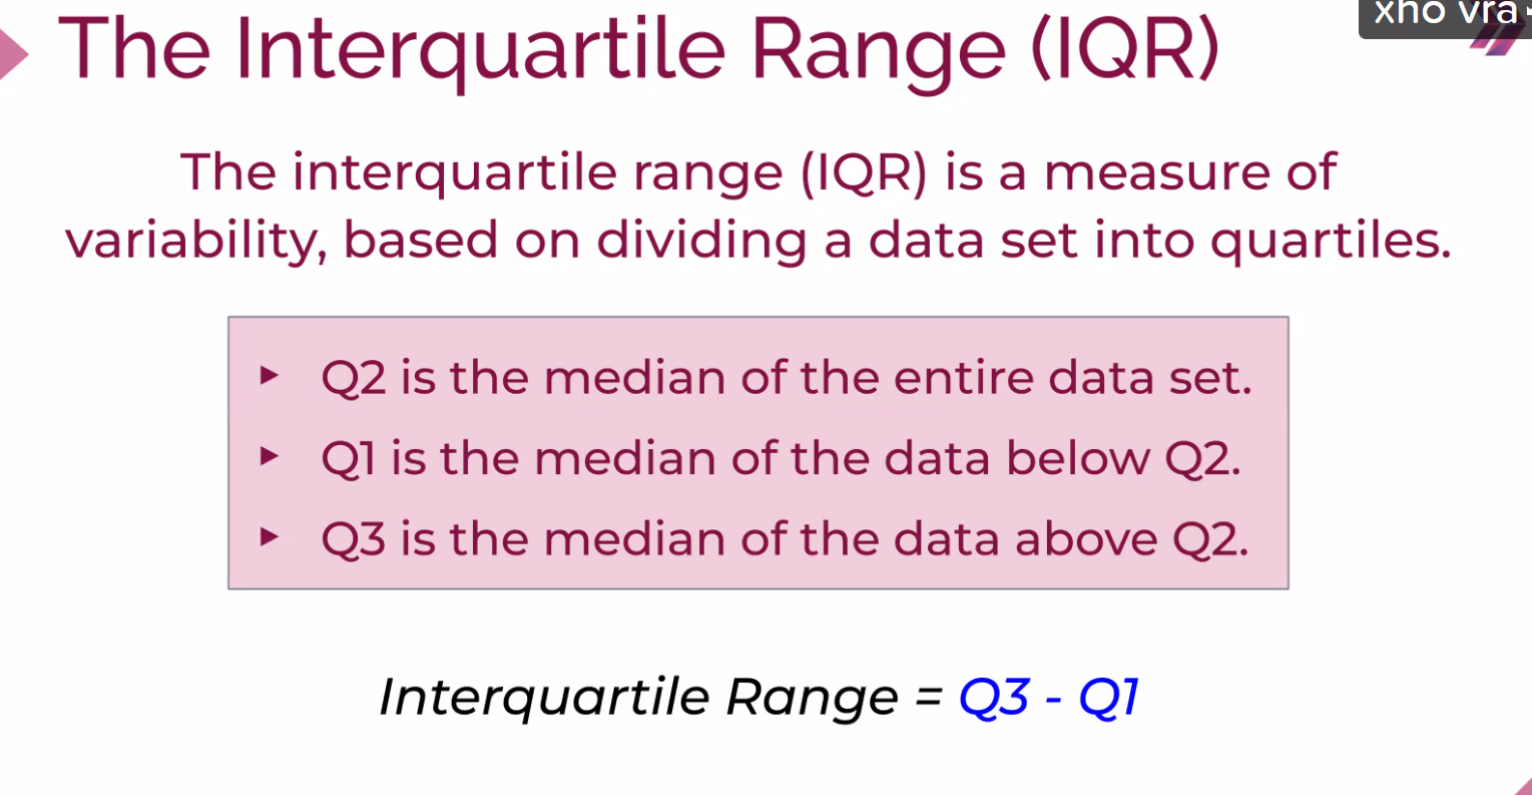 xho vra
The Interquartile Range (IQR)
The interquartile range (IQR) is a measure of
variability, based on dividing a data set into quartiles.
▸ Q2 is the median of the entire data set.
▸ Q1 is the median of the data below Q2.
▸ Q3 is the median of the data above Q2.
Interquartile Range = Q3 - Q1